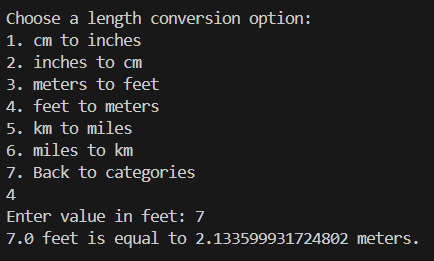 Choose a length conversion option:
1. cm to inches
2. inches to cm
3. meters to feet
4. feet to meters
5. km to miles
6. miles to km
7. Back to categories
4
Enter value in feet: 7
7.0 feet is equal to 2.133599931724802 meters.